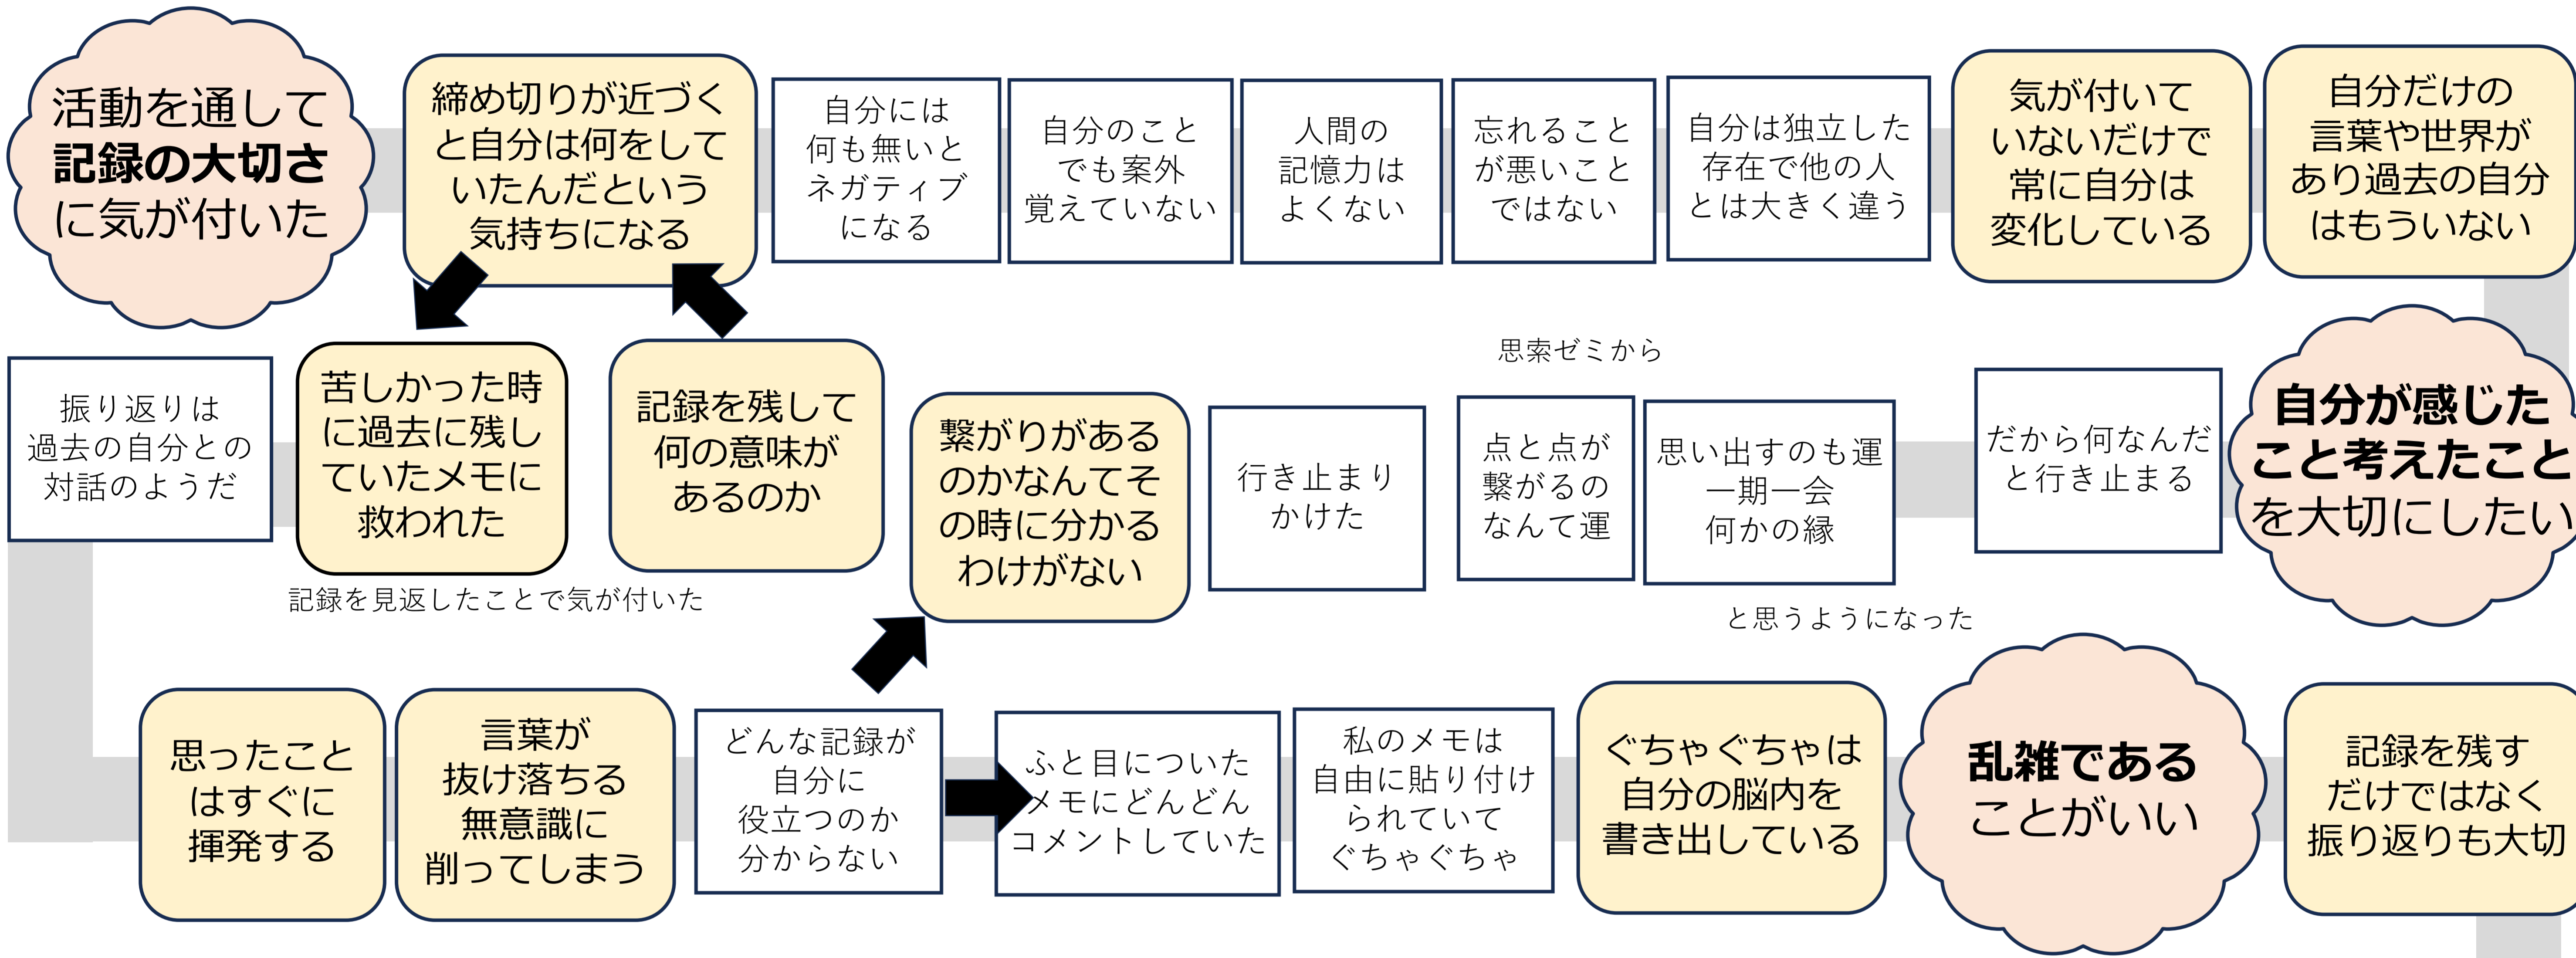 活動を通して
記録の大切さ
に気が付いた
締め切りが近づく
と自分は何をして
いたんだという
気持ちになる
自分には
何も無いと
ネガティブ
になる
自分のこと
でも案外
覚えていない
人間の
記憶力は
よくない
忘れること
が悪いこと
ではない
自分は独立した
存在で他の人
とは大きく違う
気が付いて
いないだけで
常に自分は
変化している
自分だけの
言葉や世界が
あり過去の自分
はもういない
振り返りは
過去の自分との
対話のようだ
苦しかった時
に過去に残し
ていたメモに
救われた
記録を見返したことで気が付いた
記録を残して
何の意味が
あるのか
繋がりがある
のかなんてそ
の時に分かる
わけがない
行き止まり
かけた
思索ゼミから
点と点が
繋がるの
なんて運
思い出すのも運
一期一会
何かの縁
と思うようになった
だから何なんだ
と行き止まる
自分が感じた
こと考えたこと
を大切にしたい
思ったこと
はすぐに
揮発する
言葉が
抜け落ちる
無意識に
削ってしまう
どんな記録が
自分に
役立つのか
分からない
ふと目についた
メモにどんどん
コメントしていた
私のメモは
自由に貼り付け
られていて
ぐちゃぐちゃ
ぐちゃぐちゃは
自分の脳内を
書き出している
乱雑である
ことがいい
記録を残す
だけではなく
振り返りも大切